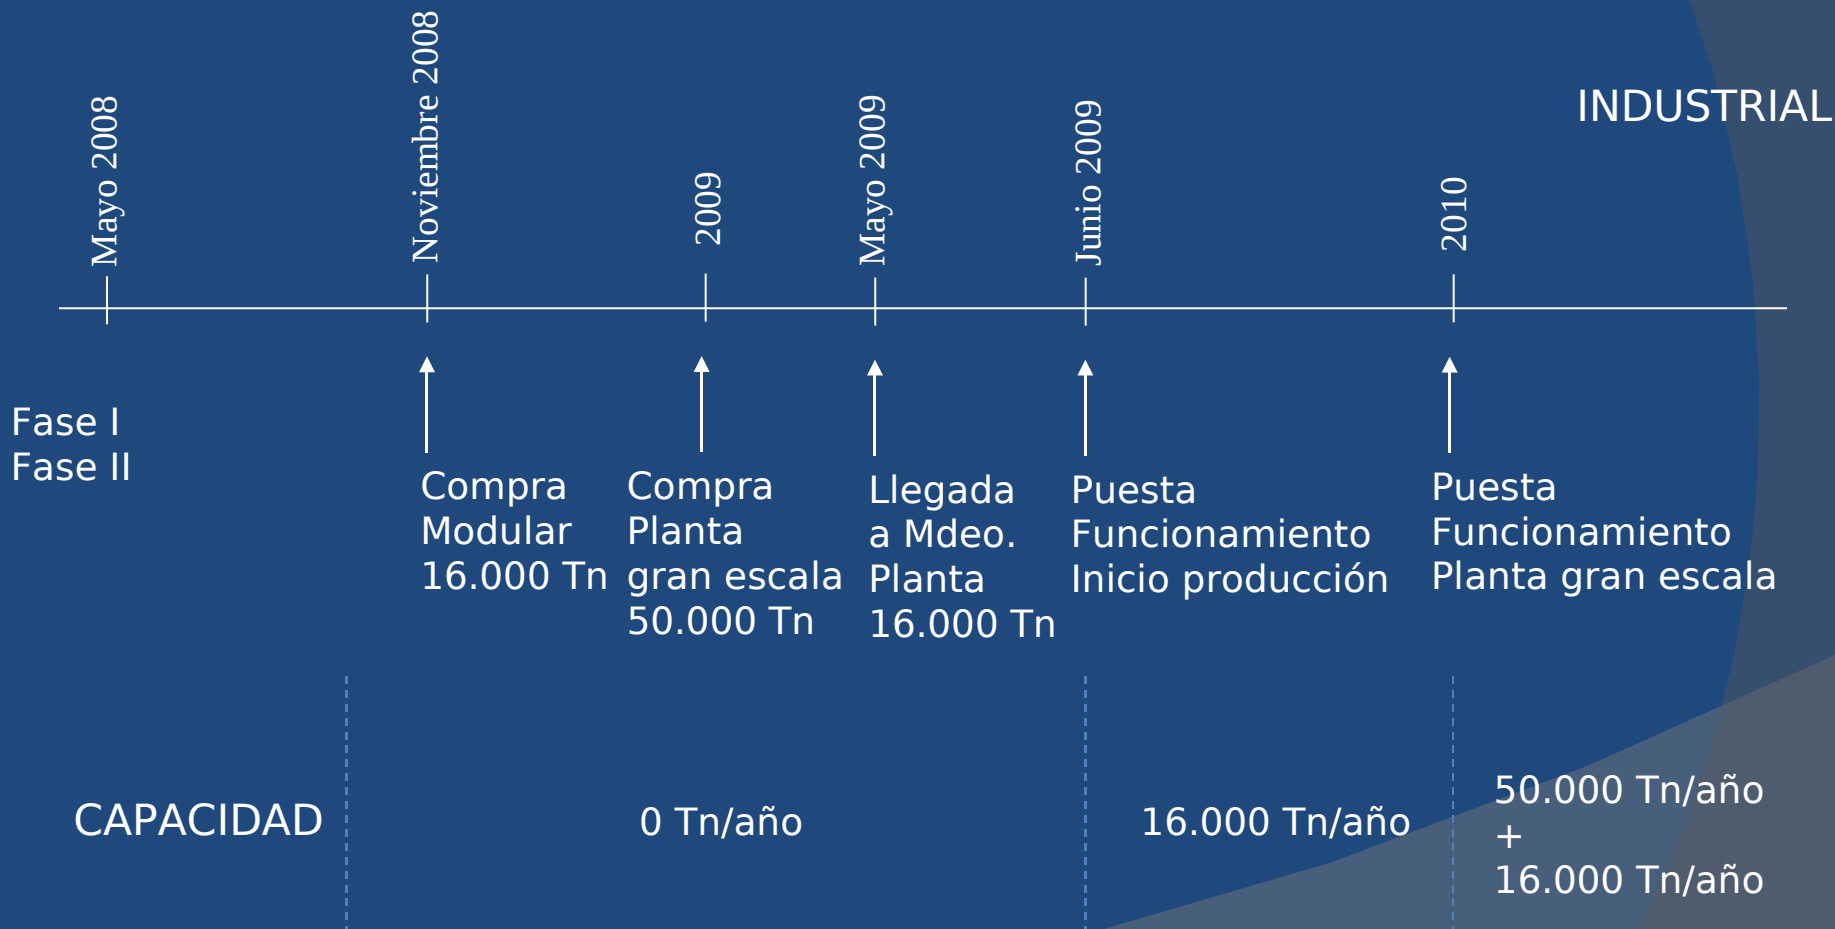 INDUSTRIAL
Mayo 2008
Noviembre 2008
2009
Mayo 2009
Junio 2009
2010
Fase I
Fase II
Compra
Modular
16.000 Tn
Compra
Planta
gran escala
50.000 Tn
Llegada
a Mdeo.
Planta
16.000 Tn
Puesta
Funcionamiento
Inicio producción
Puesta
Funcionamiento
Planta gran escala
CAPACIDAD
0 Tn/año
16.000 Tn/año
50.000 Tn/año
+
16.000 Tn/año